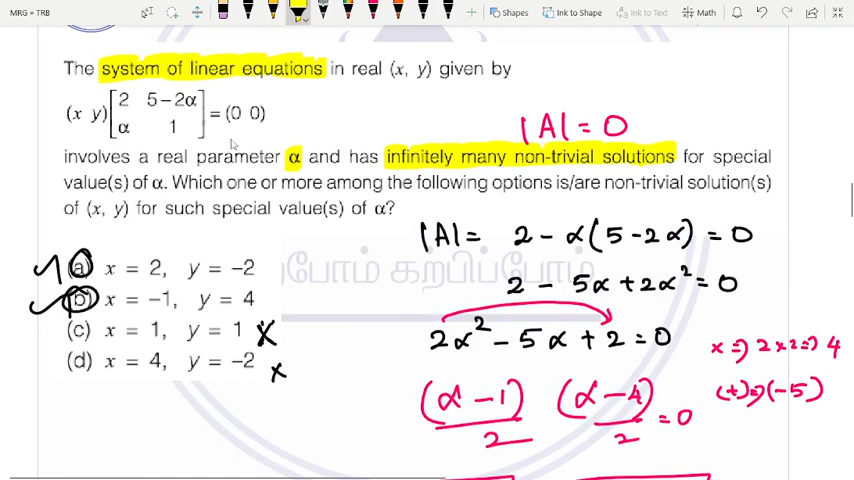 MRG = TRB
Shapes
Ink to Shape
Ink to Text
Math
The system of linear equations in real (x, y) given by
(x y) [2 5 – 2α
α 1] = (0 0)
|A| = 0
involves a real parameter α and has infinitely many non-trivial solutions for special
value(s) of α. Which one or more among the following options is/are non-trivial solution(s)
of (x, y) for such special value(s) of α?
|A| = 2 - α(5 - 2α) = 0
(a) x = 2, y = –2
2 - 5α + 2α² = 0
(b) x = –1, y = 4
(c) x = 1, y = 1 X
2α² - 5α + 2 = 0
x => 2 x 2 => 4
(d) x = 4, y = –2 x
(+) => (-5)
(α - 1)/2 (α - 4)/2 = 0
கற்பிப்போம்